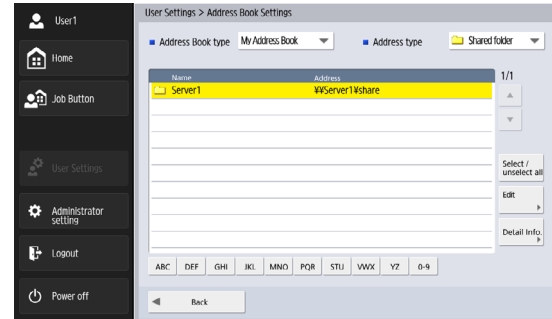 User1
Home
Job Button
User Settings
Administrator
setting
Logout
Power off
User Settings > Address Book Settings
Address Book type
My Address Book
Address type
Shared folder
Name
Address
1/1
Server1
¥¥Server1¥share
Select /
unselect all
Edit
Detail Info.
ABC
DEF
GHI
JKL
MNO
PQR
STU
VWX
YZ
0-9
Back